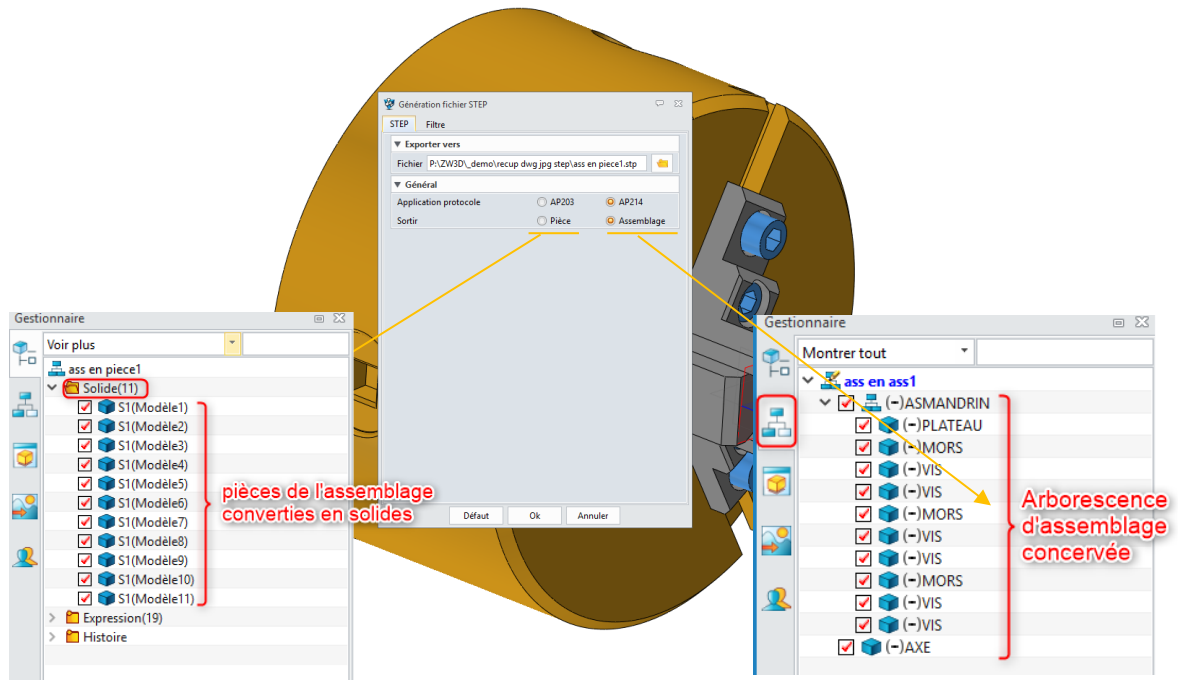 Génération fichier STEP
STEP Filtre
Exporter vers
Fichier P:\ZW3D\_demo\recup dwg jpg step\ass en piece1.stp
Général
Application protocole AP203 AP214
Sortir Pièce Assemblage
Défaut Ok Annuler
Gestionnaire
Voir plus
ass en piece1
Solide(11)
S1(Modèle1)
S1(Modèle2)
S1(Modèle3)
S1(Modèle4)
S1(Modèle5)
S1(Modèle6)
S1(Modèle7)
S1(Modèle8)
S1(Modèle9)
S1(Modèle10)
S1(Modèle11)
Expression(19)
Histoire
pièces de l'assemblage
converties en solides
Gestionnaire
Montrer tout
ass en ass1
(-)ASMANDRIN
(-)PLATEAU
(-)MORS
(-)VIS
(-)VIS
(-)MORS
(-)VIS
(-)VIS
(-)MORS
(-)VIS
(-)VIS
(-)AXE
Arborescence
d'assemblage
concervée